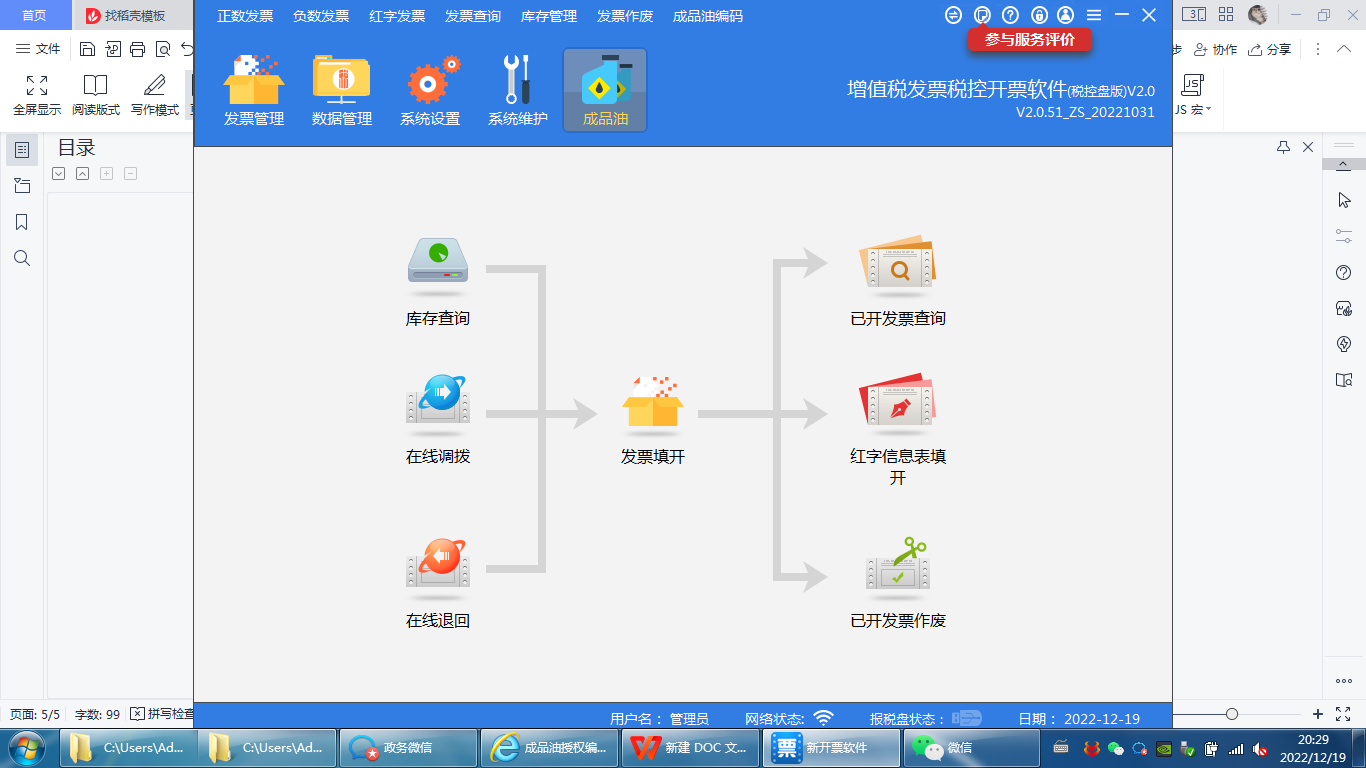 首页
找稻壳模板
正数发票 负数发票 红字发票 发票查询 库存管理 发票作废 成品油编码
参与服务评价
文件
步 协作 分享
全屏显示 阅读版式 写作模式
发票管理 数据管理 系统设置 系统维护 成品油
增值税发票税控开票软件(税控盘版)V2.0
V2.0.51_ZS_20221031
JS 宏
目录
库存查询
在线调拨
在线退回
发票填开
已开发票查询
红字信息表填
开
已开发票作废
页面: 5/5 字数: 99 拼写检查
用户名： 管理员 网络状态: 报税盘状态： 日期： 2022-12-19
C:\Users\Ad...
C:\Users\Ad...
政务微信
成品油授权编...
新建 DOC 文...
新开票软件
微信
20:29
2022/12/19